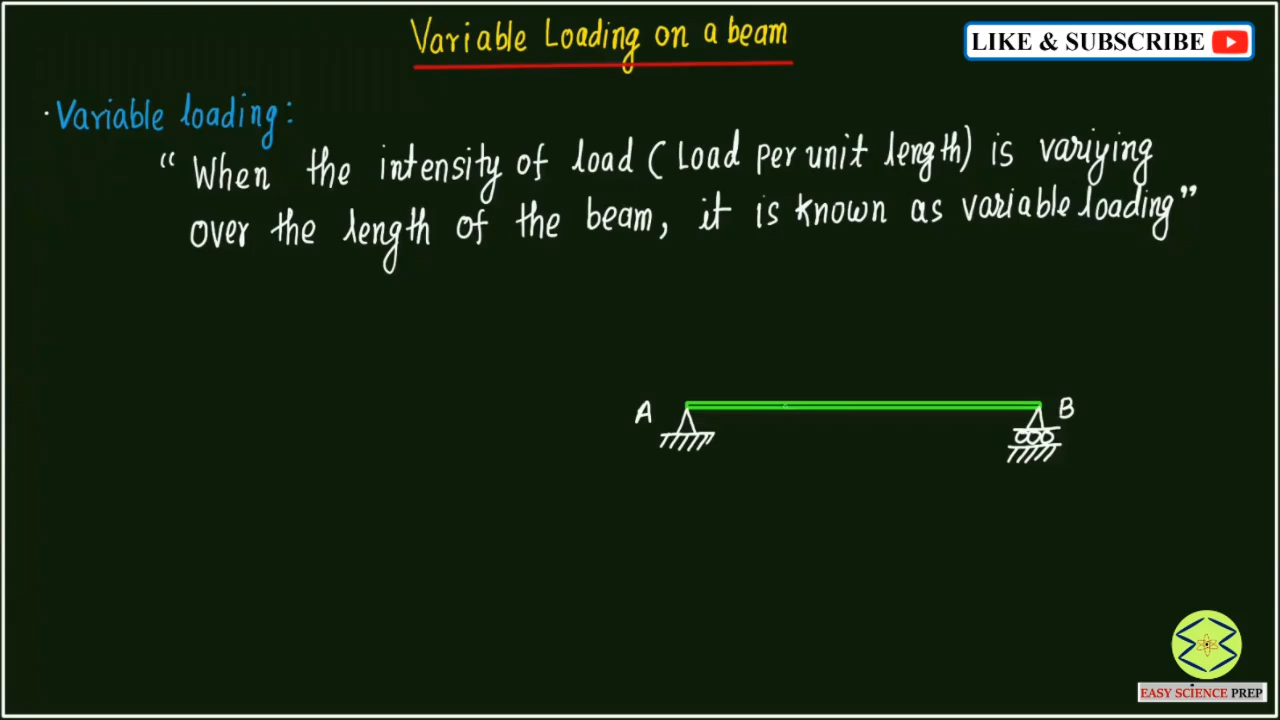 Variable Loading on a beam
LIKE & SUBSCRIBE
· Variable loading:
“ When the intensity of load ( Load per unit length) is variying
over the length of the beam, it is known as variable loading”
A
B
EASY SCIENCE PREP